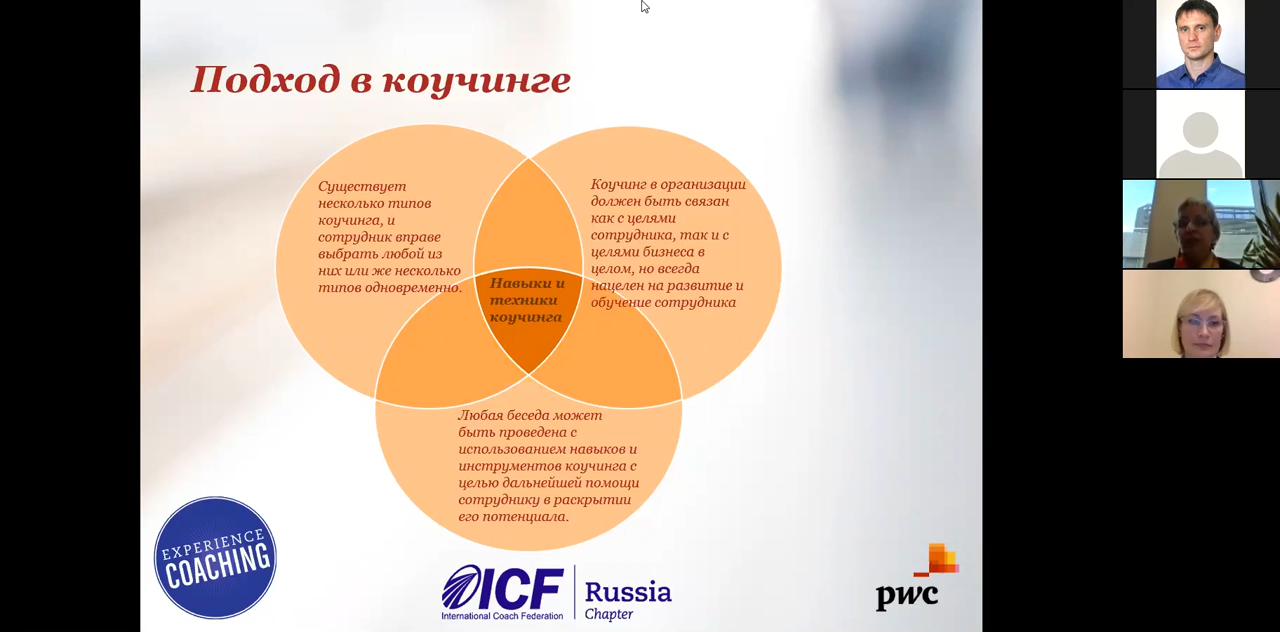 Подход в коучинге
Существует
несколько типов
коучинга, и
сотрудник вправе
выбрать любой из
них или же несколько
типов одновременно.
Коучинг в организации
должен быть связан
как с целями
сотрудника, так и с
целями бизнеса в
целом, но всегда
нацелен на развитие и
обучение сотрудника
Навыки и
техники
коучинга
Любая беседа может
быть проведена с
использованием навыков и
инструментов коучинга с
целью дальнейшей помощи
сотруднику в раскрытии
его потенциала.
EXPERIENCE
COACHING
ICF
International Coach Federation
Russia
Chapter
pwc